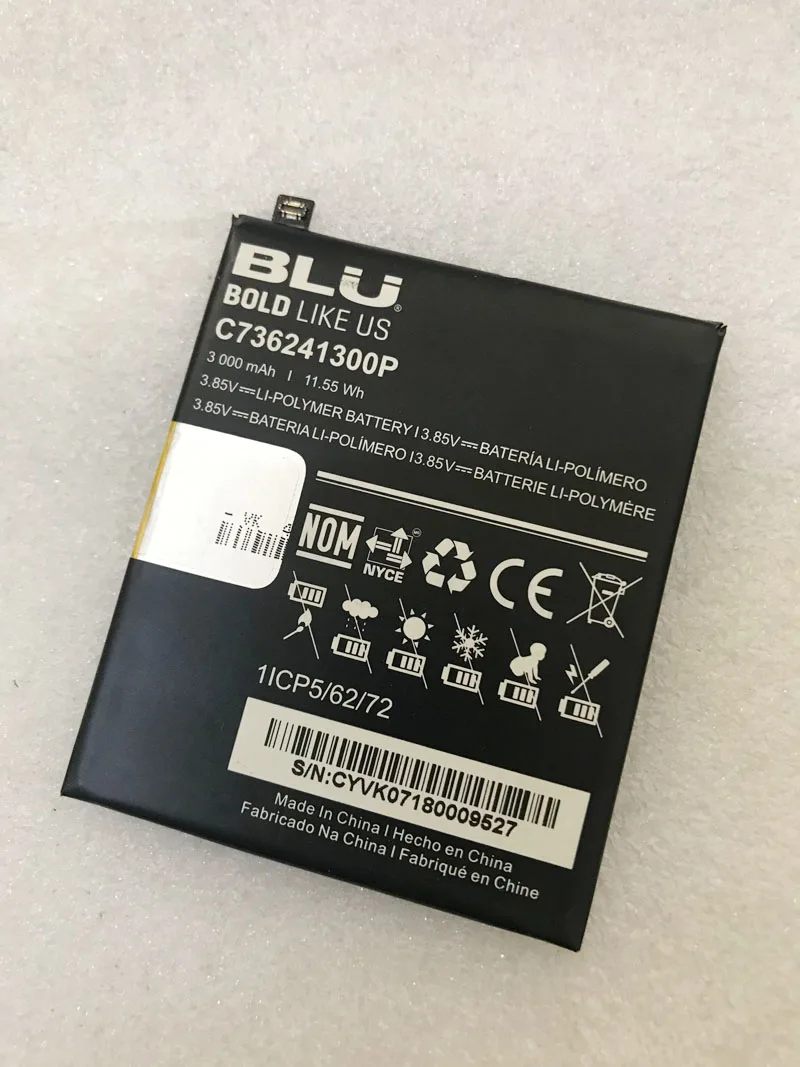 BLU®
BOLD LIKE US
C736241300P
3 000 mAh I 11.55 Wh
3.85V⎓LI-POLYMER BATTERY I 3.85V⎓BATERÍA LI-POLÍMERO
3.85V⎓BATERIA LI-POLÍMERO I 3.85V⎓BATTERIE LI-POLYMÈRE
VK
NOM
NYCE
CE
1ICP5/62/72
S/N:CYVK07180009527
Made In China I Hecho en China
Fabricado Na China I Fabriqué en Chine